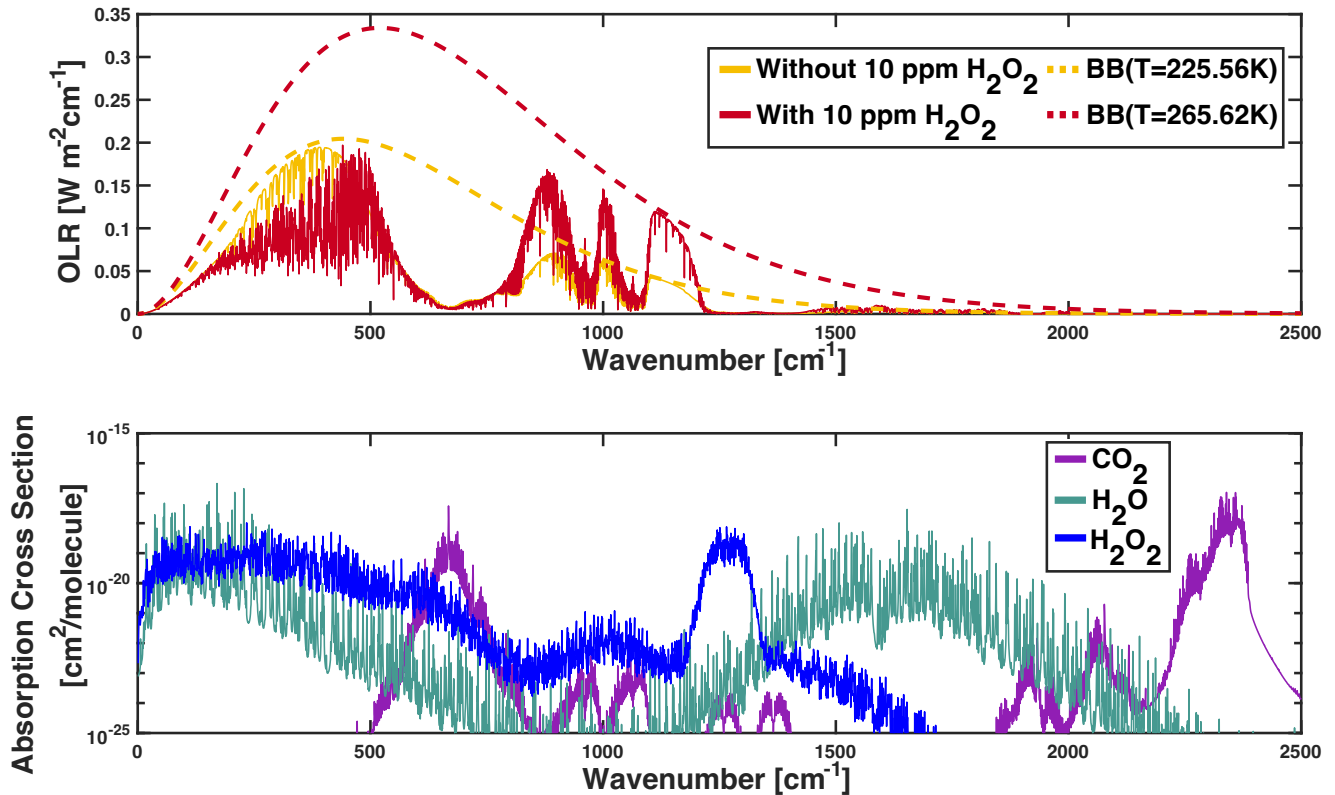 0.35
0.3
0.25
0.2
0.15
0.1
0.05
0
OLR [W m⁻²cm⁻¹]
Without 10 ppm H₂O₂
BB(T=225.56K)
With 10 ppm H₂O₂
BB(T=265.62K)
0 500 1000 1500 2000 2500
Wavenumber [cm⁻¹]
Absorption Cross Section
[cm²/molecule]
10⁻¹⁵
10⁻²⁰
10⁻²⁵
CO₂
H₂O
H₂O₂
0 500 1000 1500 2000 2500
Wavenumber [cm⁻¹]